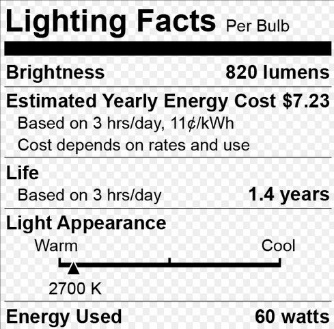 Lighting Facts Per Bulb
Brightness 820 lumens
Estimated Yearly Energy Cost $7.23
Based on 3 hrs/day, 11¢/kWh
Cost depends on rates and use
Life
Based on 3 hrs/day 1.4 years
Light Appearance
Warm Cool
2700 K
Energy Used 60 watts